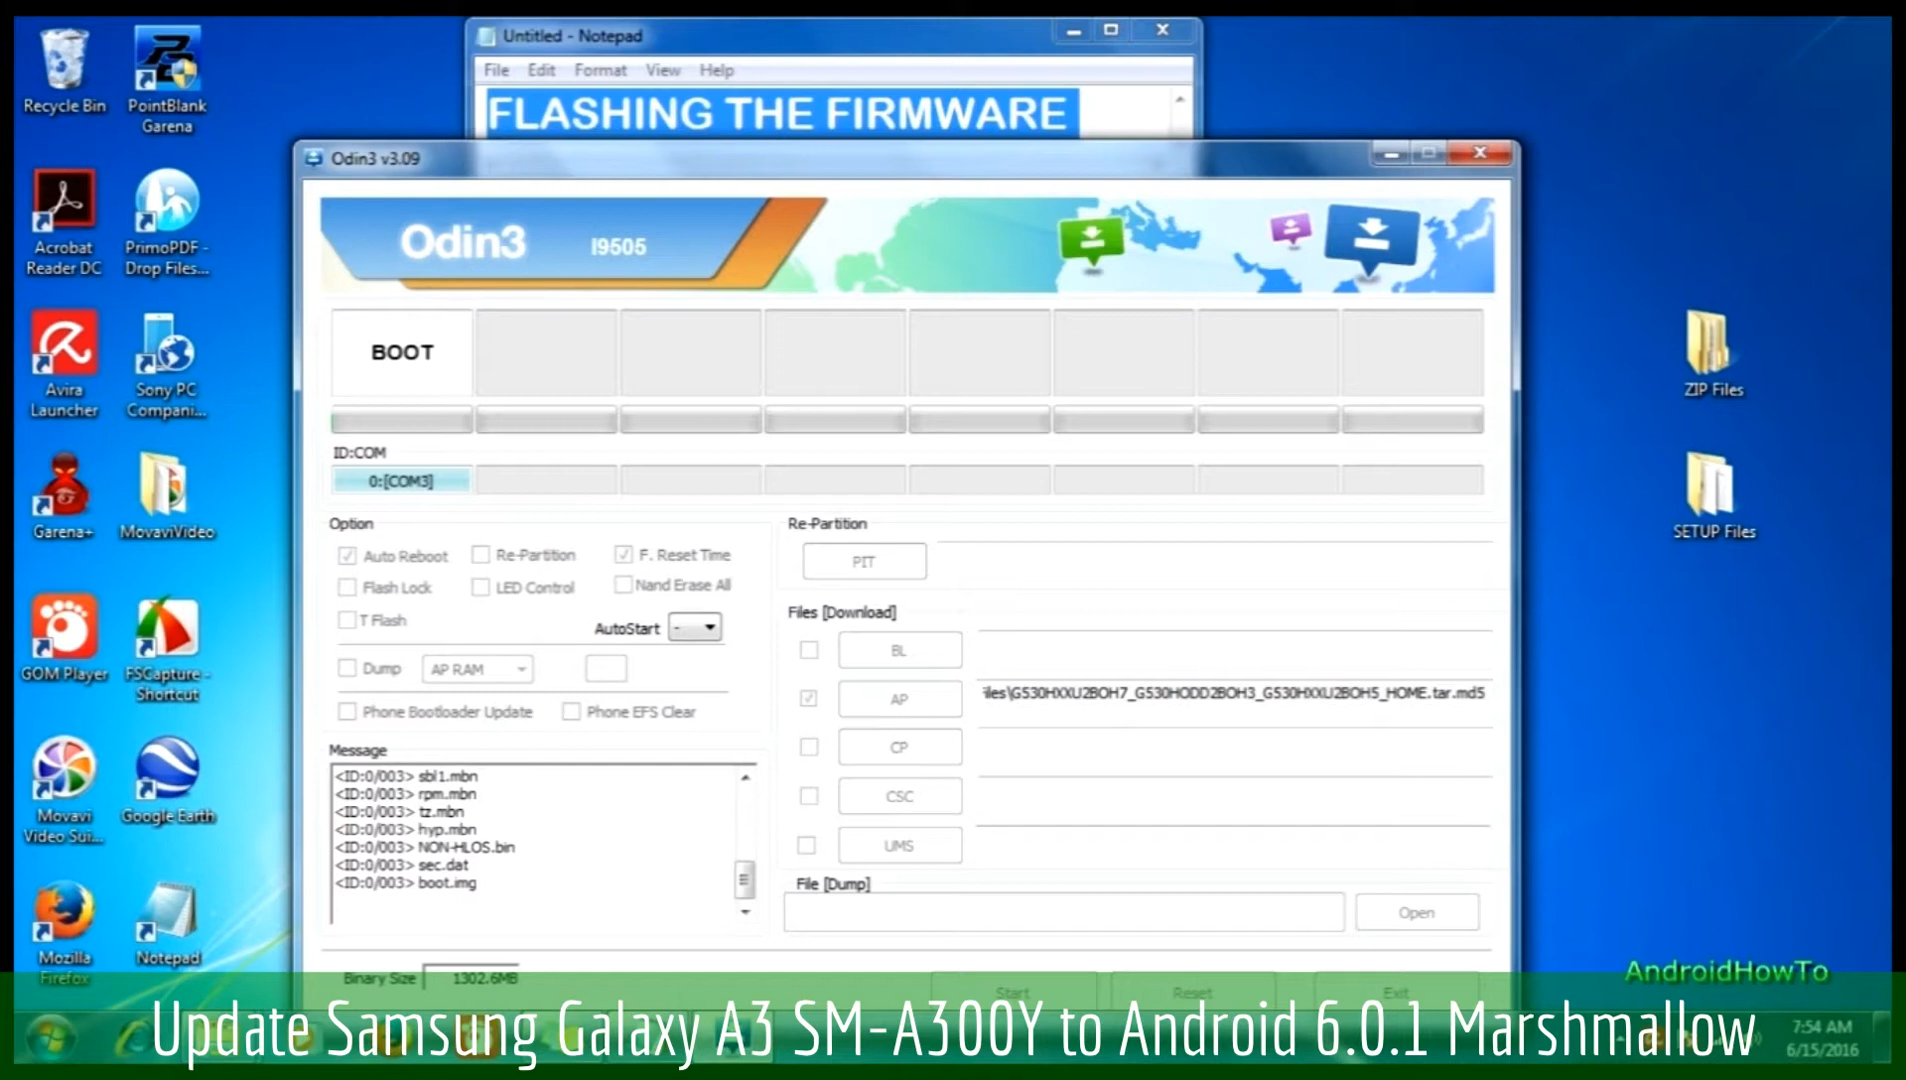 Recycle Bin
PointBlank
Garena
Acrobat
Reader DC
PrimoPDF -
Drop Files...
Avira
Launcher
Sony PC
Compani...
Garena+
MovaviVideo
GOM Player
FSCapture -
Shortcut
Movavi
Video Sui...
Google Earth
Mozilla
Firefox
Notepad
Untitled - Notepad
File Edit Format View Help
FLASHING THE FIRMWARE
Odin3 v3.09
Odin3 I9505
BOOT
ID:COM
0:[COM3]
Option
Auto Reboot Re-Partition F. Reset Time
Flash Lock LED Control Nand Erase All
T Flash
AutoStart -
Dump AP RAM
Phone Bootloader Update Phone EFS Clear
Message
<ID:0/003> sbl1.mbn
<ID:0/003> rpm.mbn
<ID:0/003> tz.mbn
<ID:0/003> hyp.mbn
<ID:0/003> NON-HLOS.bin
<ID:0/003> sec.dat
<ID:0/003> boot.img
Re-Partition
PIT
Files [Download]
BL
AP iles\G530HXXU2BOH7_G530HODD2BOH3_G530HXXU2BOH5_HOME.tar.md5
CP
CSC
UMS
File [Dump]
Open
Binary Size 1302.6MB
Start Reset Exit
ZIP Files
SETUP Files
AndroidHowTo
Update Samsung Galaxy A3 SM-A300Y to Android 6.0.1 Marshmallow
7:54 AM
6/15/2016